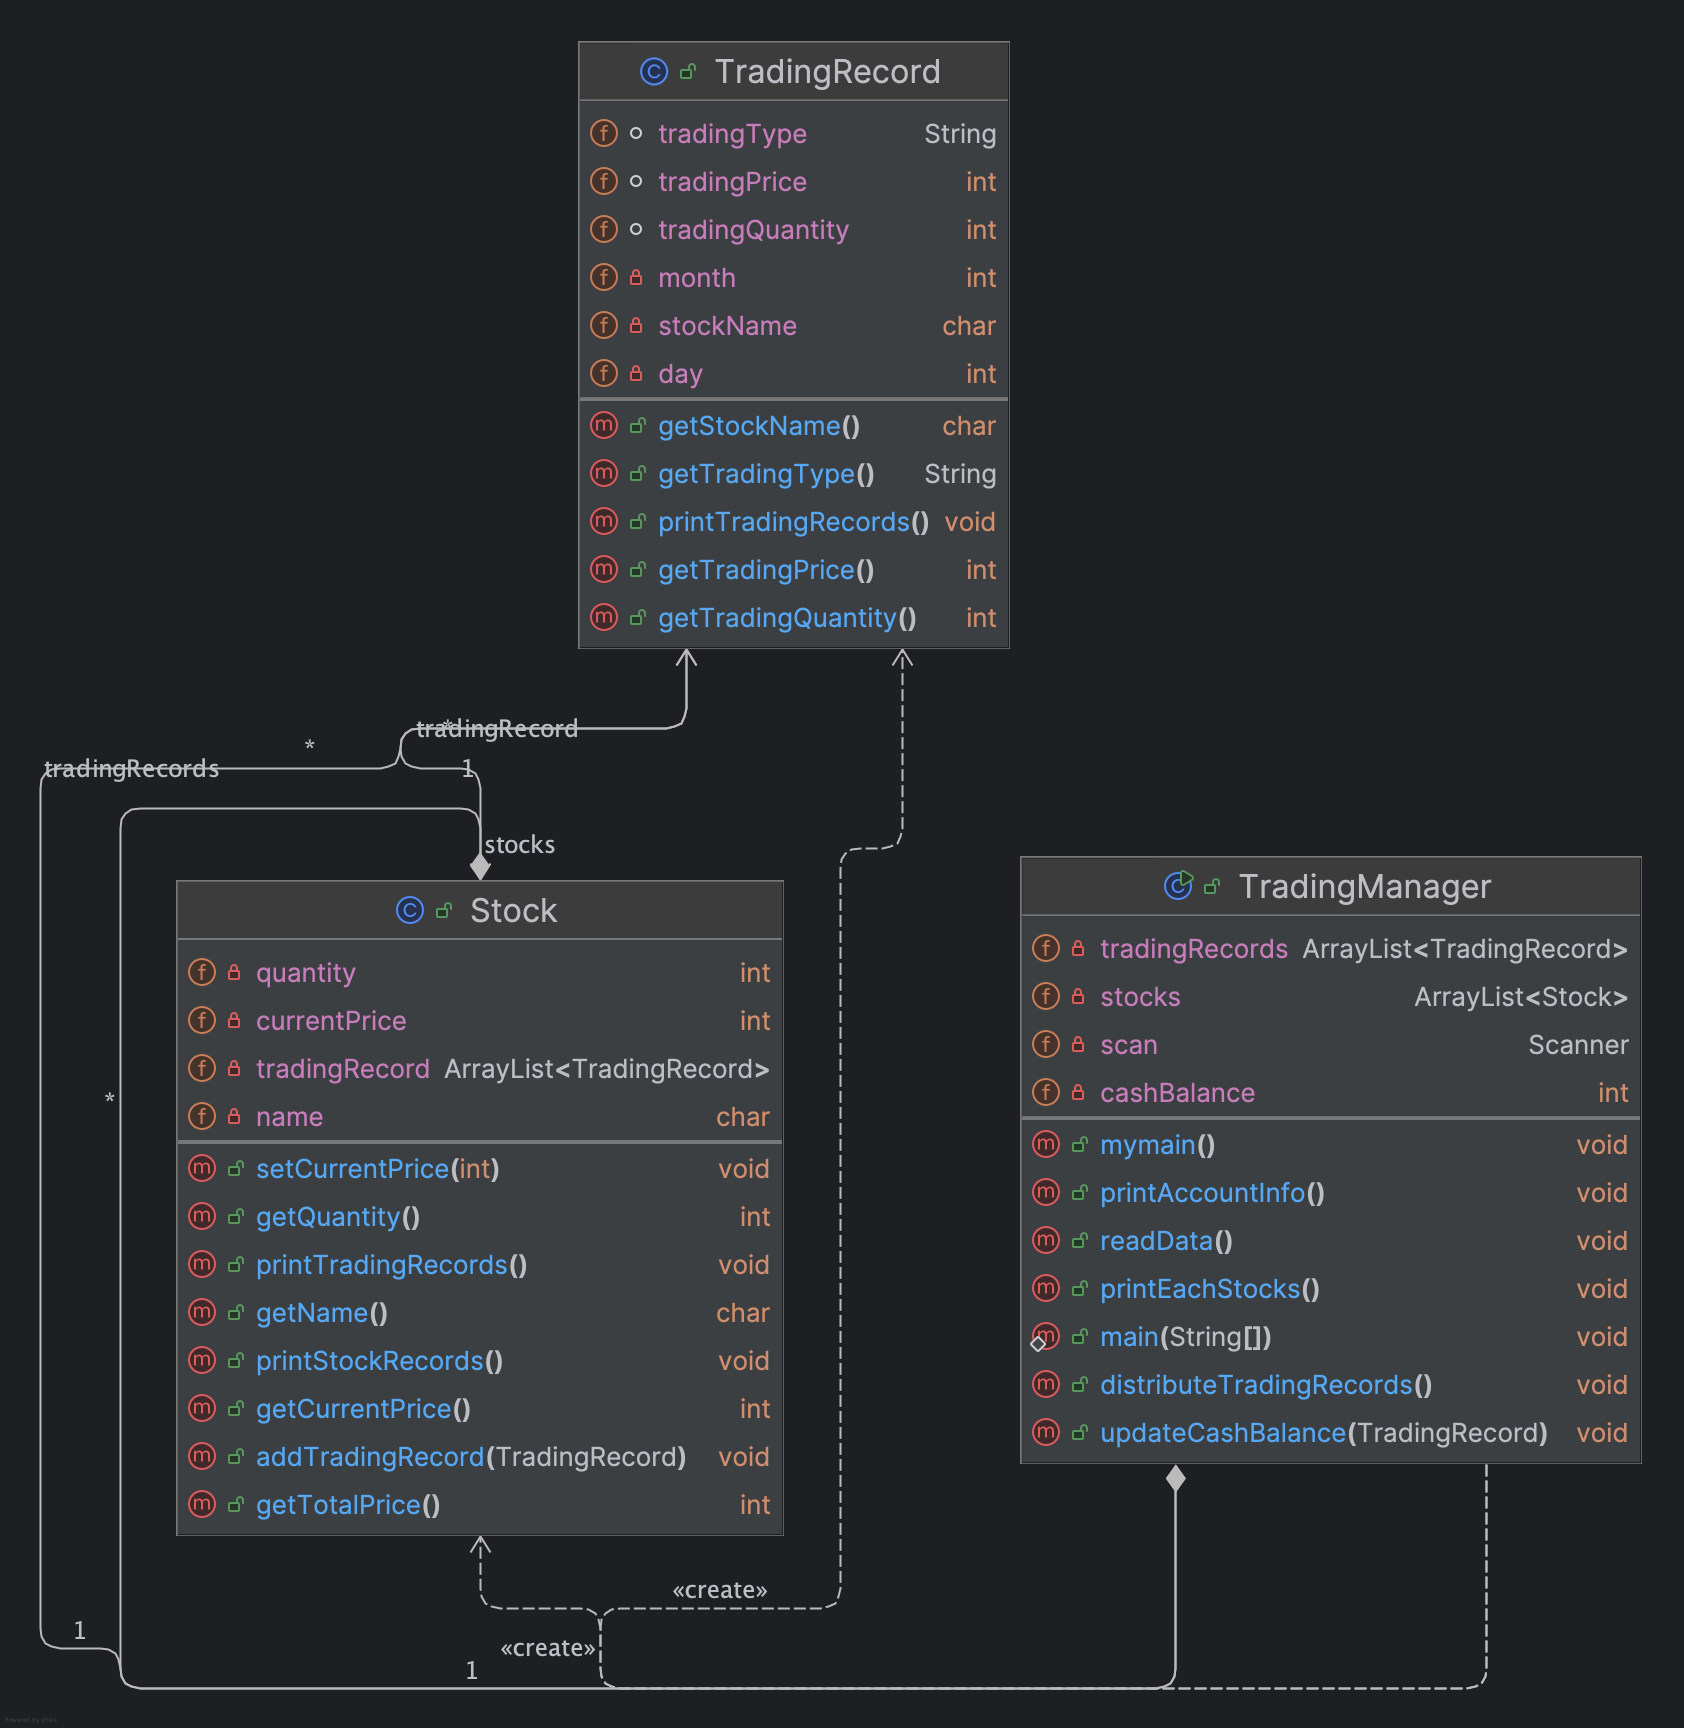 TradingRecord
tradingType String
tradingPrice int
tradingQuantity int
month int
stockName char
day int
getStockName() char
getTradingType() String
printTradingRecords() void
getTradingPrice() int
getTradingQuantity() int
tradingRecord
*
*
tradingRecords
1
stocks
Stock
quantity int
currentPrice int
tradingRecord ArrayList<TradingRecord>
name char
setCurrentPrice(int) void
getQuantity() int
printTradingRecords() void
getName() char
printStockRecords() void
getCurrentPrice() int
addTradingRecord(TradingRecord) void
getTotalPrice() int
*
TradingManager
tradingRecords ArrayList<TradingRecord>
stocks ArrayList<Stock>
scan Scanner
cashBalance int
mymain() void
printAccountInfo() void
readData() void
printEachStocks() void
main(String[]) void
distributeTradingRecords() void
updateCashBalance(TradingRecord) void
«create»
1
«create»
1
Powered by yFiles